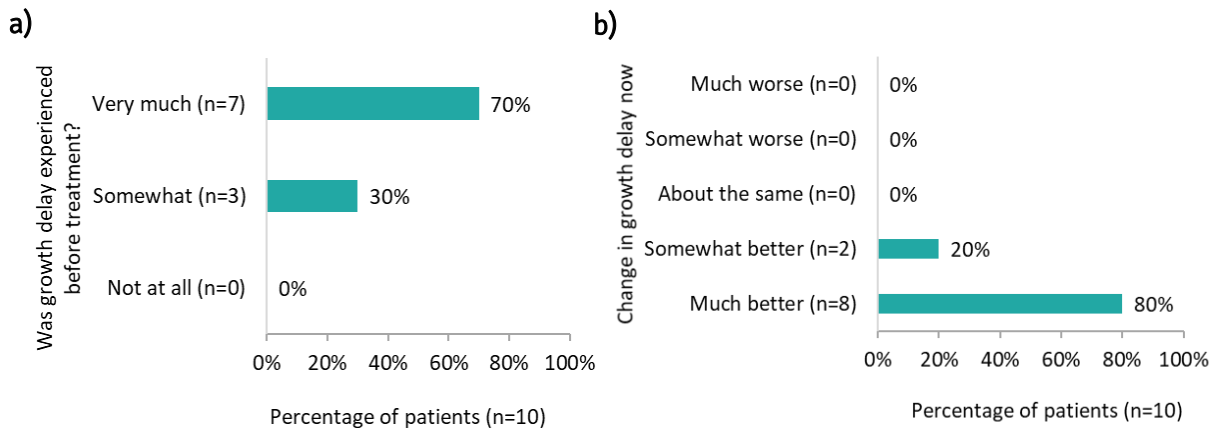 a)
Was growth delay experienced
before treatment?
Very much (n=7)
70%
Somewhat (n=3)
30%
Not at all (n=0)
0%
0% 20% 40% 60% 80% 100%
Percentage of patients (n=10)
b)
Change in growth delay now
Much worse (n=0)
0%
Somewhat worse (n=0)
0%
About the same (n=0)
0%
Somewhat better (n=2)
20%
Much better (n=8)
80%
0% 20% 40% 60% 80% 100%
Percentage of patients (n=10)